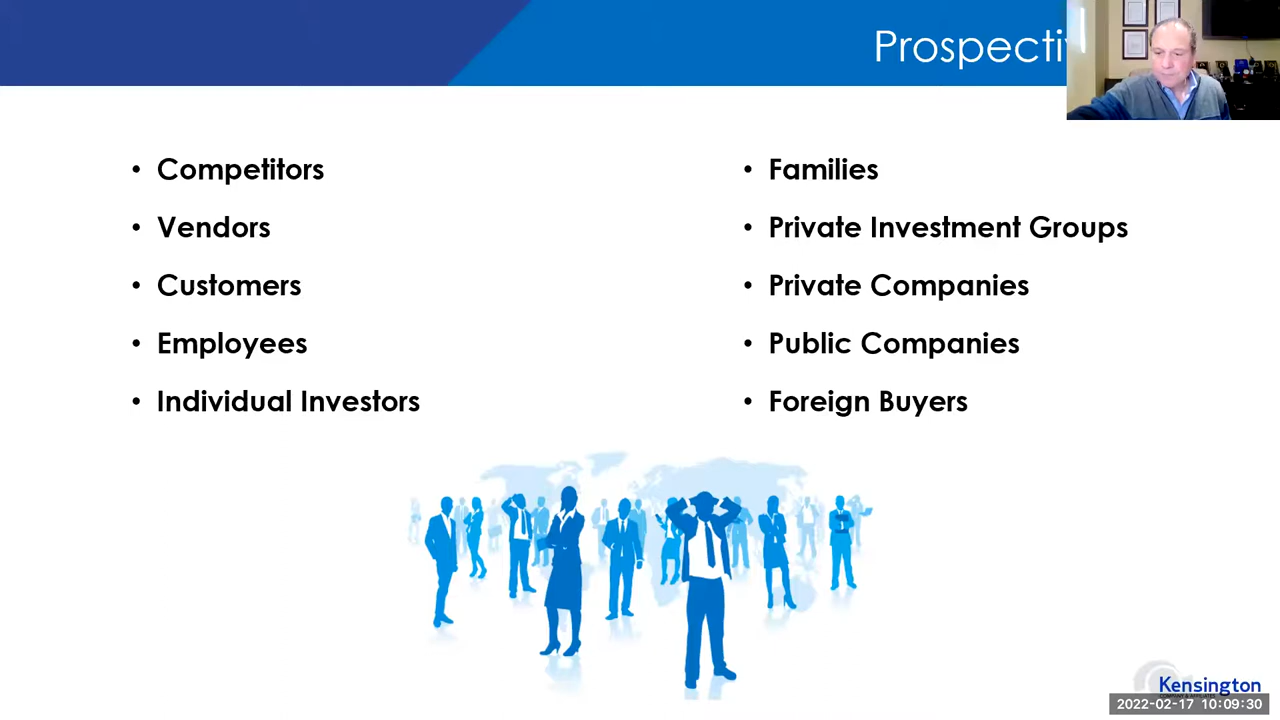 Prospecti
• Competitors
• Vendors
• Customers
• Employees
• Individual Investors
• Families
• Private Investment Groups
• Private Companies
• Public Companies
• Foreign Buyers
Kensington
2022-02-17 10:09:30